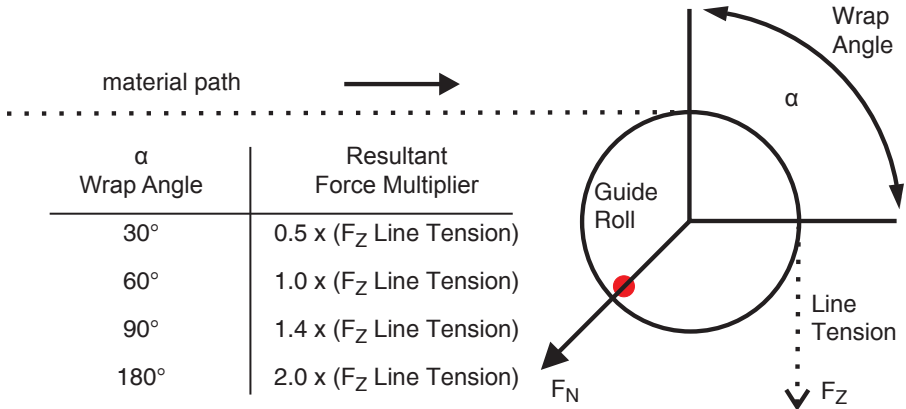 Wrap
Angle
material path
α
α
Wrap Angle
Resultant
Force Multiplier
30°
0.5 x (FZ Line Tension)
60°
1.0 x (FZ Line Tension)
90°
1.4 x (FZ Line Tension)
180°
2.0 x (FZ Line Tension)
Guide
Roll
Line
Tension
FN
FZ